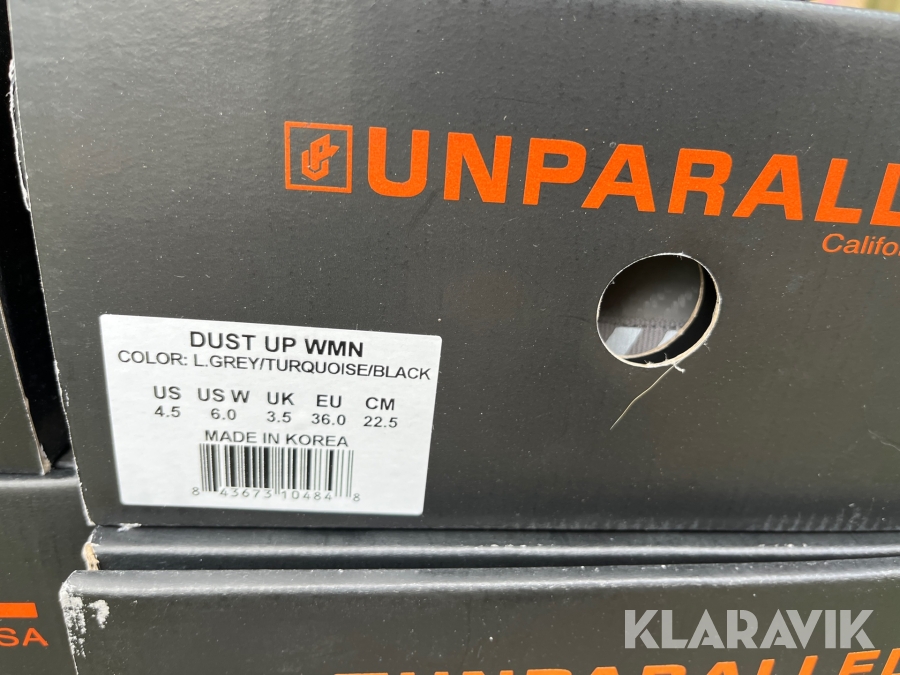 UNPARALL
Califo
DUST UP WMN
COLOR: L.GREY/TURQUOISE/BLACK
US US W UK EU CM
4.5 6.0 3.5 36.0 22.5
MADE IN KOREA
8 43673 10484 8
SA
UNPARALLEL
KLARAVIK